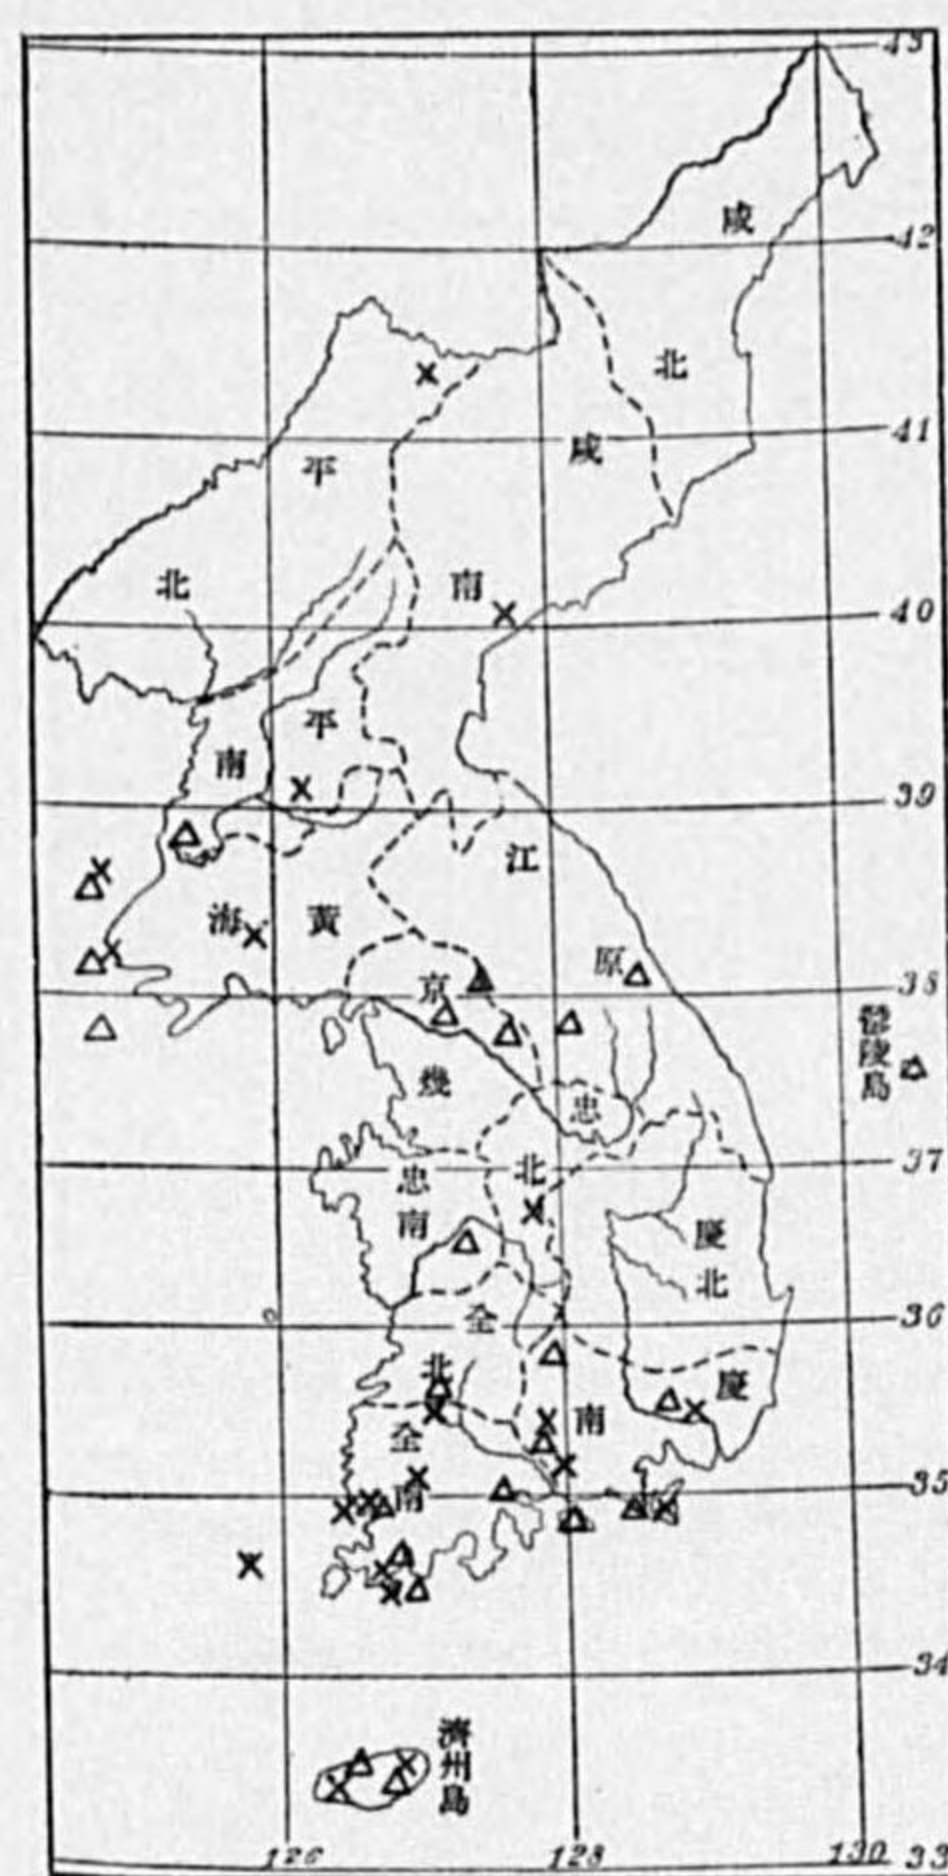 43
咸
42
北
41
咸
平
北
南
40
平
南
39
江
海
黃
原
京
38
鬱陵島
幾
忠
37
北
忠
南
慶
北
36
全
北
慶
南
全
35
南
34
濟州島
126
128
130
33